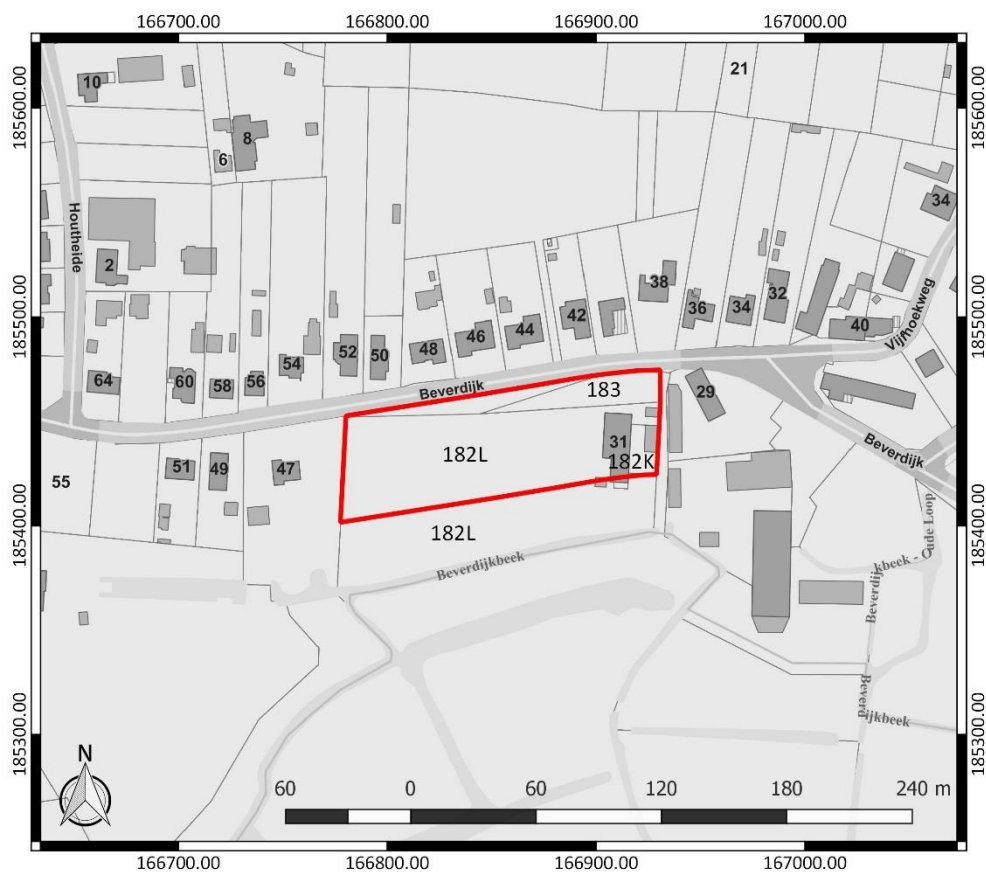 166700.00 166800.00 166900.00 167000.00
185600.00
185600.00
10
21
8
6
Houtheide
34
2
38
36
34
32
185500.00
185500.00
42
40
Vijfhoekweg
44
46
48
50
52
54
64
60
58
56
Beverdijk
183
29
31
182L
182K
Beverdijk
55
51
49
47
182L
185400.00
185400.00
Beverdijkbeek
Beverdijkbeek - Oude Loop
Beverdijkbeek
185300.00
185300.00
N
60 0 60 120 180 240 m
166700.00 166800.00 166900.00 167000.00